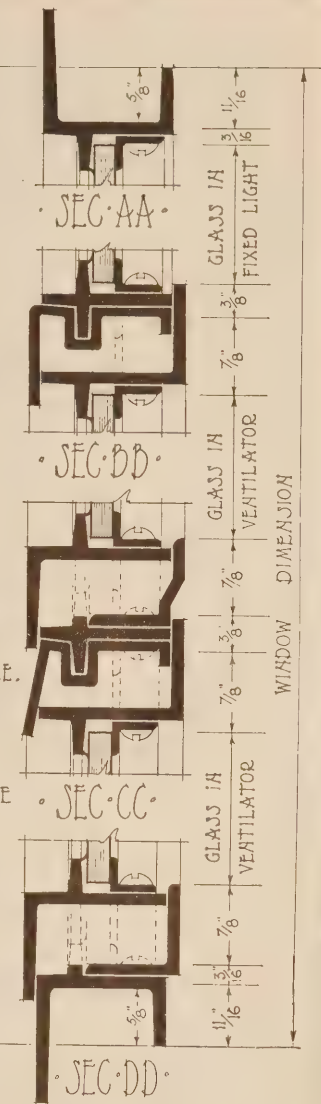 5/8"
11/16"
3/16
· SEC·AA ·
GLASS IN
FIXED LIGHT
3/8"
7/8"
· SEC·BB ·
GLASS IN
VENTILATOR
WINDOW DIMENSION
7/8"
3/8"
7/8"
E.
E
· SEC·CC ·
GLASS IN
VENTILATOR
7/8"
3/16
5/8"
11/16"
· SEC·DD ·